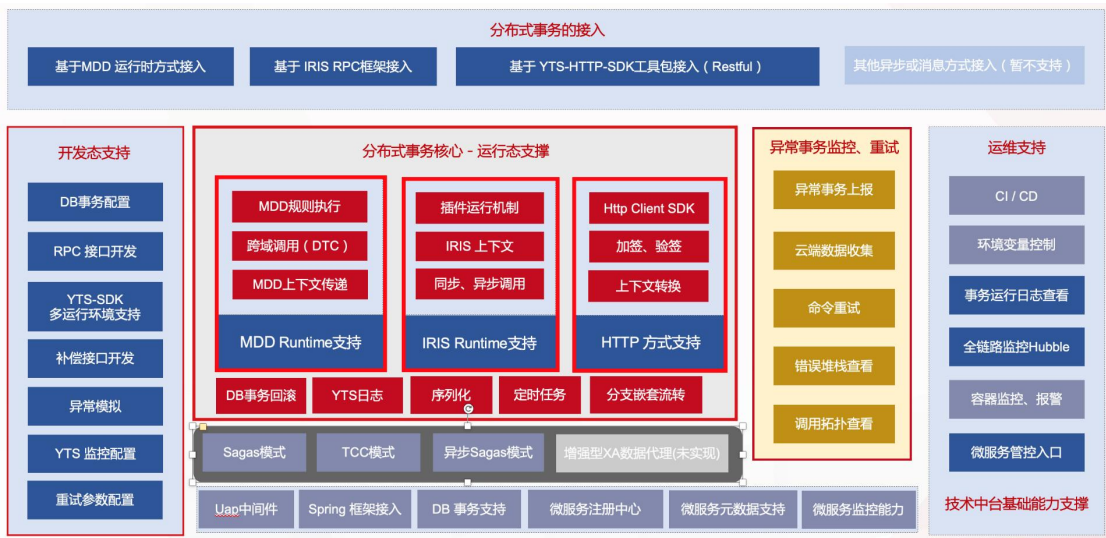 分布式事务的接入
基于MDD 运行时方式接入
基于 IRIS RPC框架接入
基于 YTS-HTTP-SDK工具包接入（Restful）
其他异步或消息方式接入（暂不支持）
开发态支持
DB事务配置
RPC 接口开发
YTS-SDK
多运行环境支持
补偿接口开发
异常模拟
YTS 监控配置
重试参数配置
分布式事务核心 - 运行态支撑
MDD规则执行
跨域调用（DTC）
MDD上下文传递
MDD Runtime支持
插件运行机制
IRIS 上下文
同步、异步调用
IRIS Runtime支持
Http Client SDK
加签、验签
上下文转换
HTTP 方式支持
DB事务回滚
YTS日志
序列化
定时任务
分支嵌套流转
Sagas模式
TCC模式
异步Sagas模式
增强型XA数据代理(未实现)
Uap中间件
Spring 框架接入
DB 事务支持
微服务注册中心
微服务元数据支持
微服务监控能力
异常事务监控、重试
异常事务上报
云端数据收集
命令重试
错误堆栈查看
调用拓扑查看
运维支持
CI / CD
环境变量控制
事务运行日志查看
全链路监控Hubble
容器监控、报警
微服务管控入口
技术中台基础能力支撑